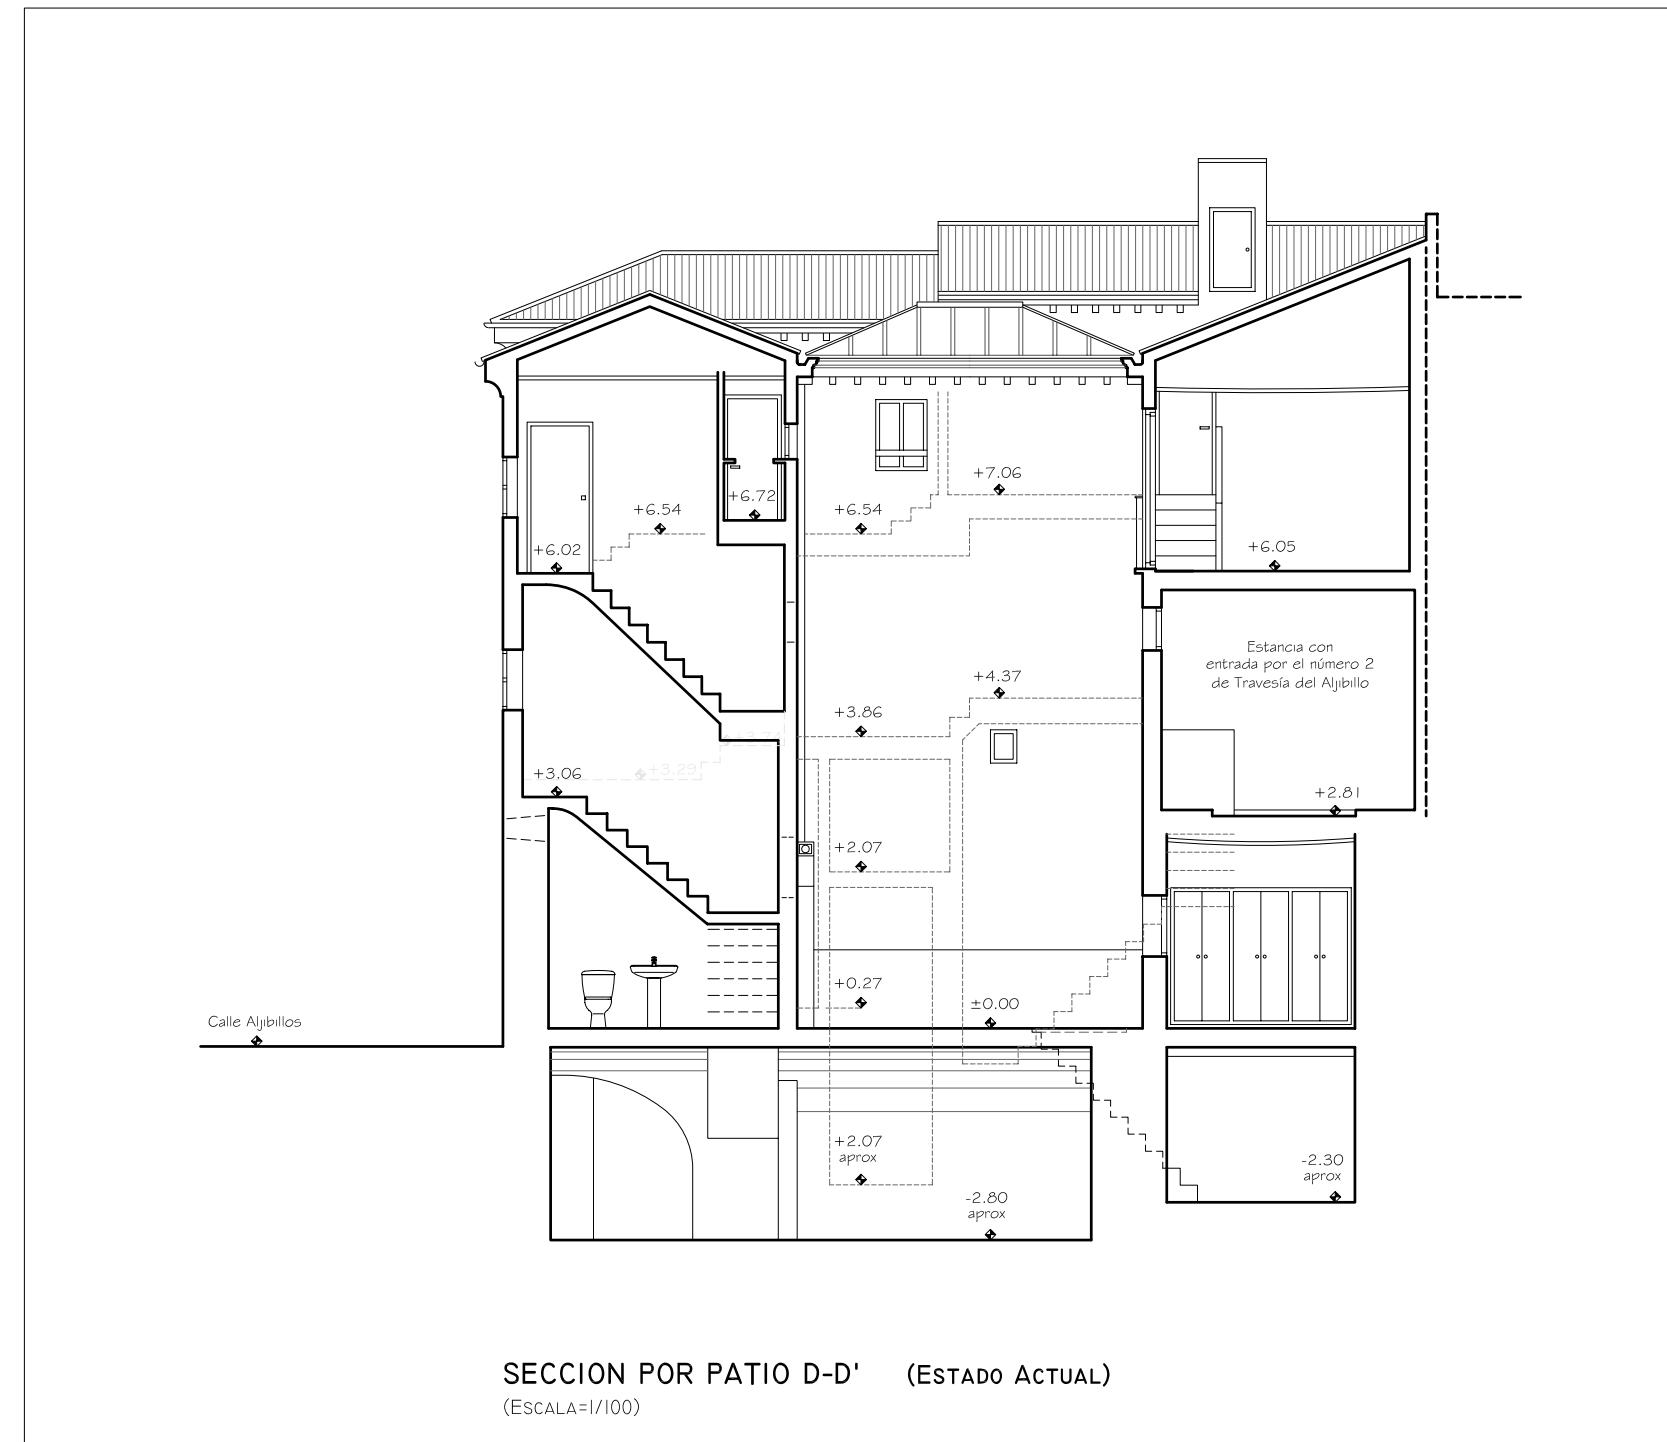 +7.06
+6.72
+6.54
+6.54
+6.02
+6.05
Estancia con
entrada por el número 2
de Travesía del Aljibillo
+4.37
+3.86
+3.74
+3.29
+3.06
+2.81
+2.07
+0.27
±0.00
Calle Aljibillos
+2.07
aprox
-2.30
aprox
-2.80
aprox
SECCION POR PATIO D-D' (ESTADO ACTUAL)
(ESCALA=1/100)